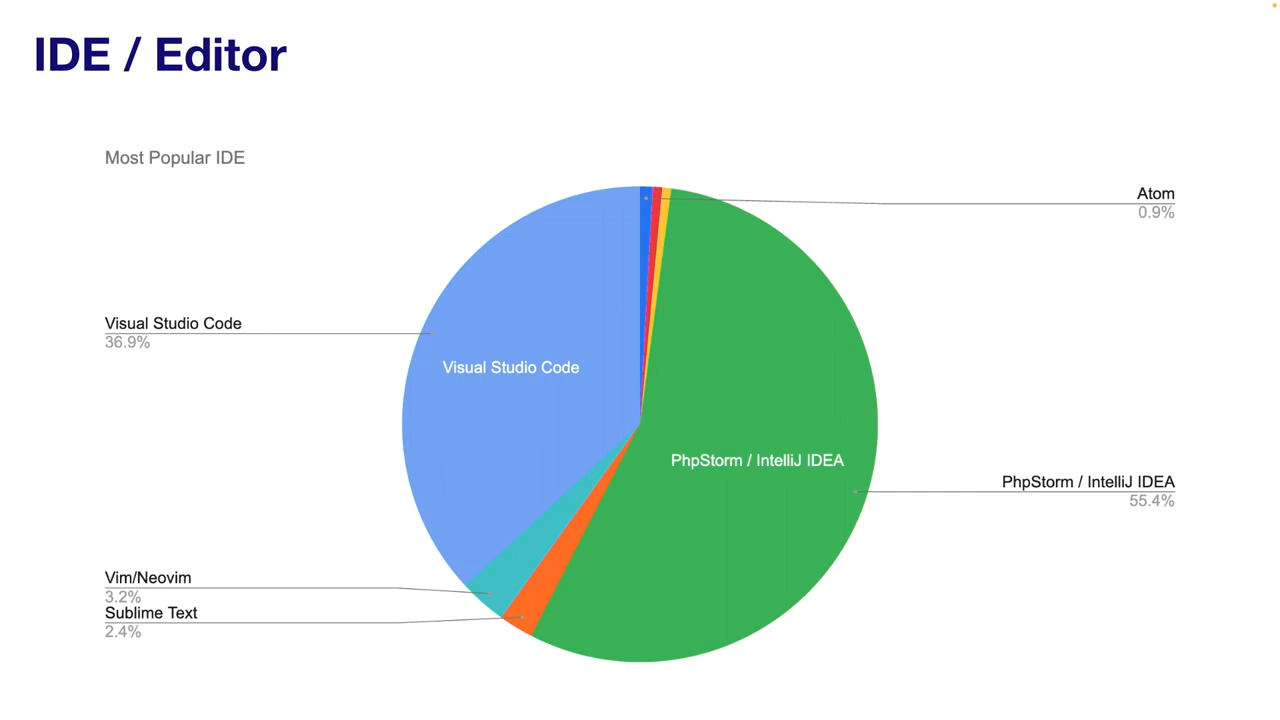 IDE / Editor
Most Popular IDE
Atom
0.9%
Visual Studio Code
36.9%
Visual Studio Code
PhpStorm / IntelliJ IDEA
PhpStorm / IntelliJ IDEA
55.4%
Vim/Neovim
3.2%
Sublime Text
2.4%